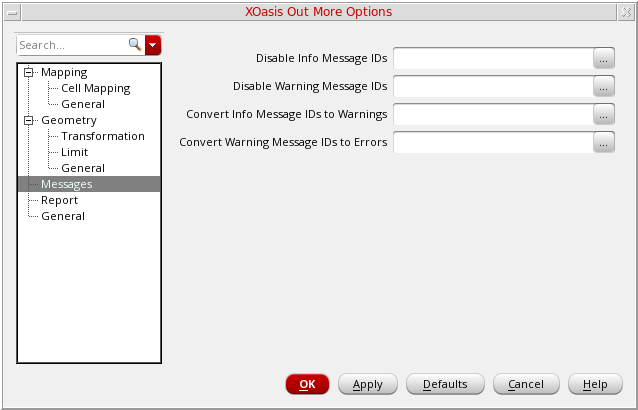 XOasis Out More Options
Search...
Mapping
Cell Mapping
General
Geometry
Transformation
Limit
General
Messages
Report
General
Disable Info Message IDs
...
Disable Warning Message IDs
...
Convert Info Message IDs to Warnings
...
Convert Warning Message IDs to Errors
...
OK
Apply
Defaults
Cancel
Help